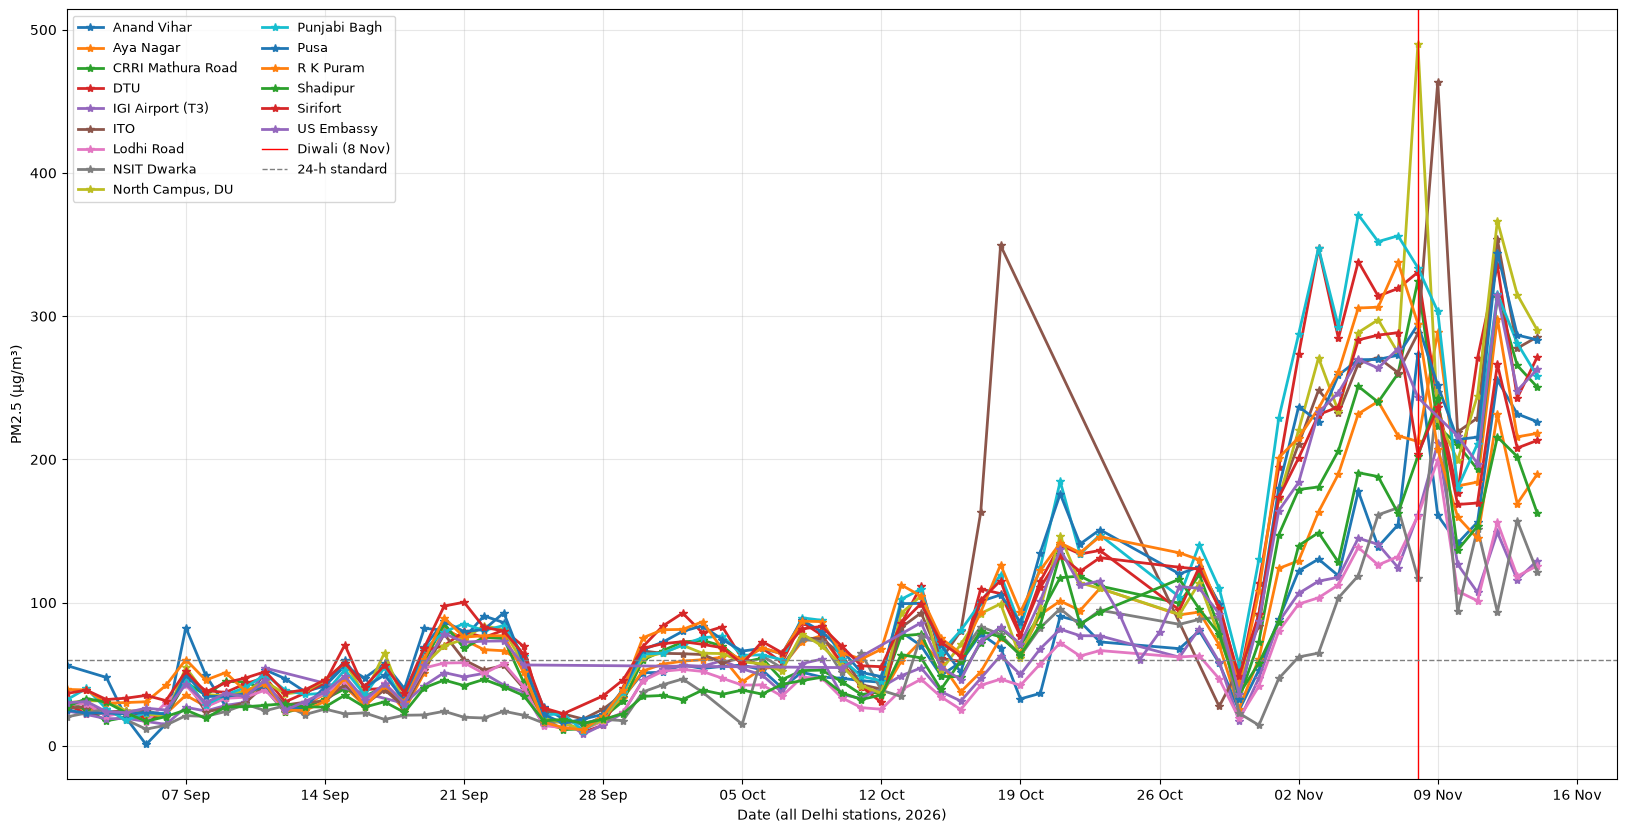 Anand Vihar
Aya Nagar
CRRI Mathura Road
DTU
IGI Airport (T3)
ITO
Lodhi Road
NSIT Dwarka
North Campus, DU
Punjabi Bagh
Pusa
R K Puram
Shadipur
Sirifort
US Embassy
Diwali (8 Nov)
24-h standard
500
400
300
200
100
0
PM2.5 (µg/m³)
07 Sep 14 Sep 21 Sep 28 Sep 05 Oct 12 Oct 19 Oct 26 Oct 02 Nov 09 Nov 16 Nov
Date (all Delhi stations, 2026)